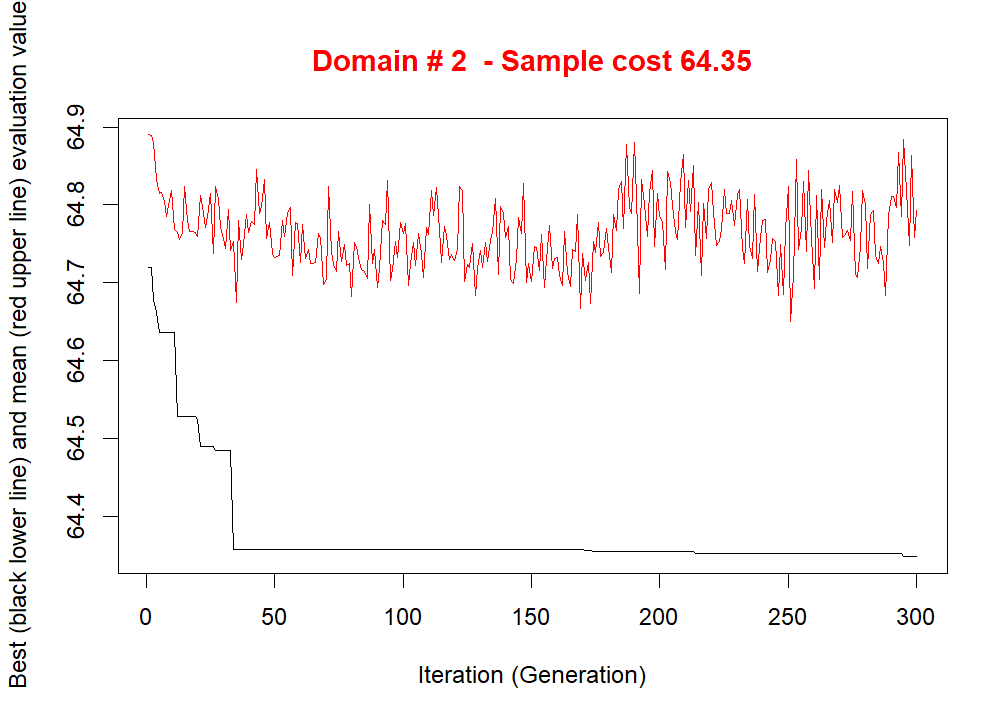 Domain # 2  - Sample cost 64.35
Best (black lower line) and mean (red upper line) evaluation value
64.9
64.8
64.7
64.6
64.5
64.4
0 50 100 150 200 250 300
Iteration (Generation)